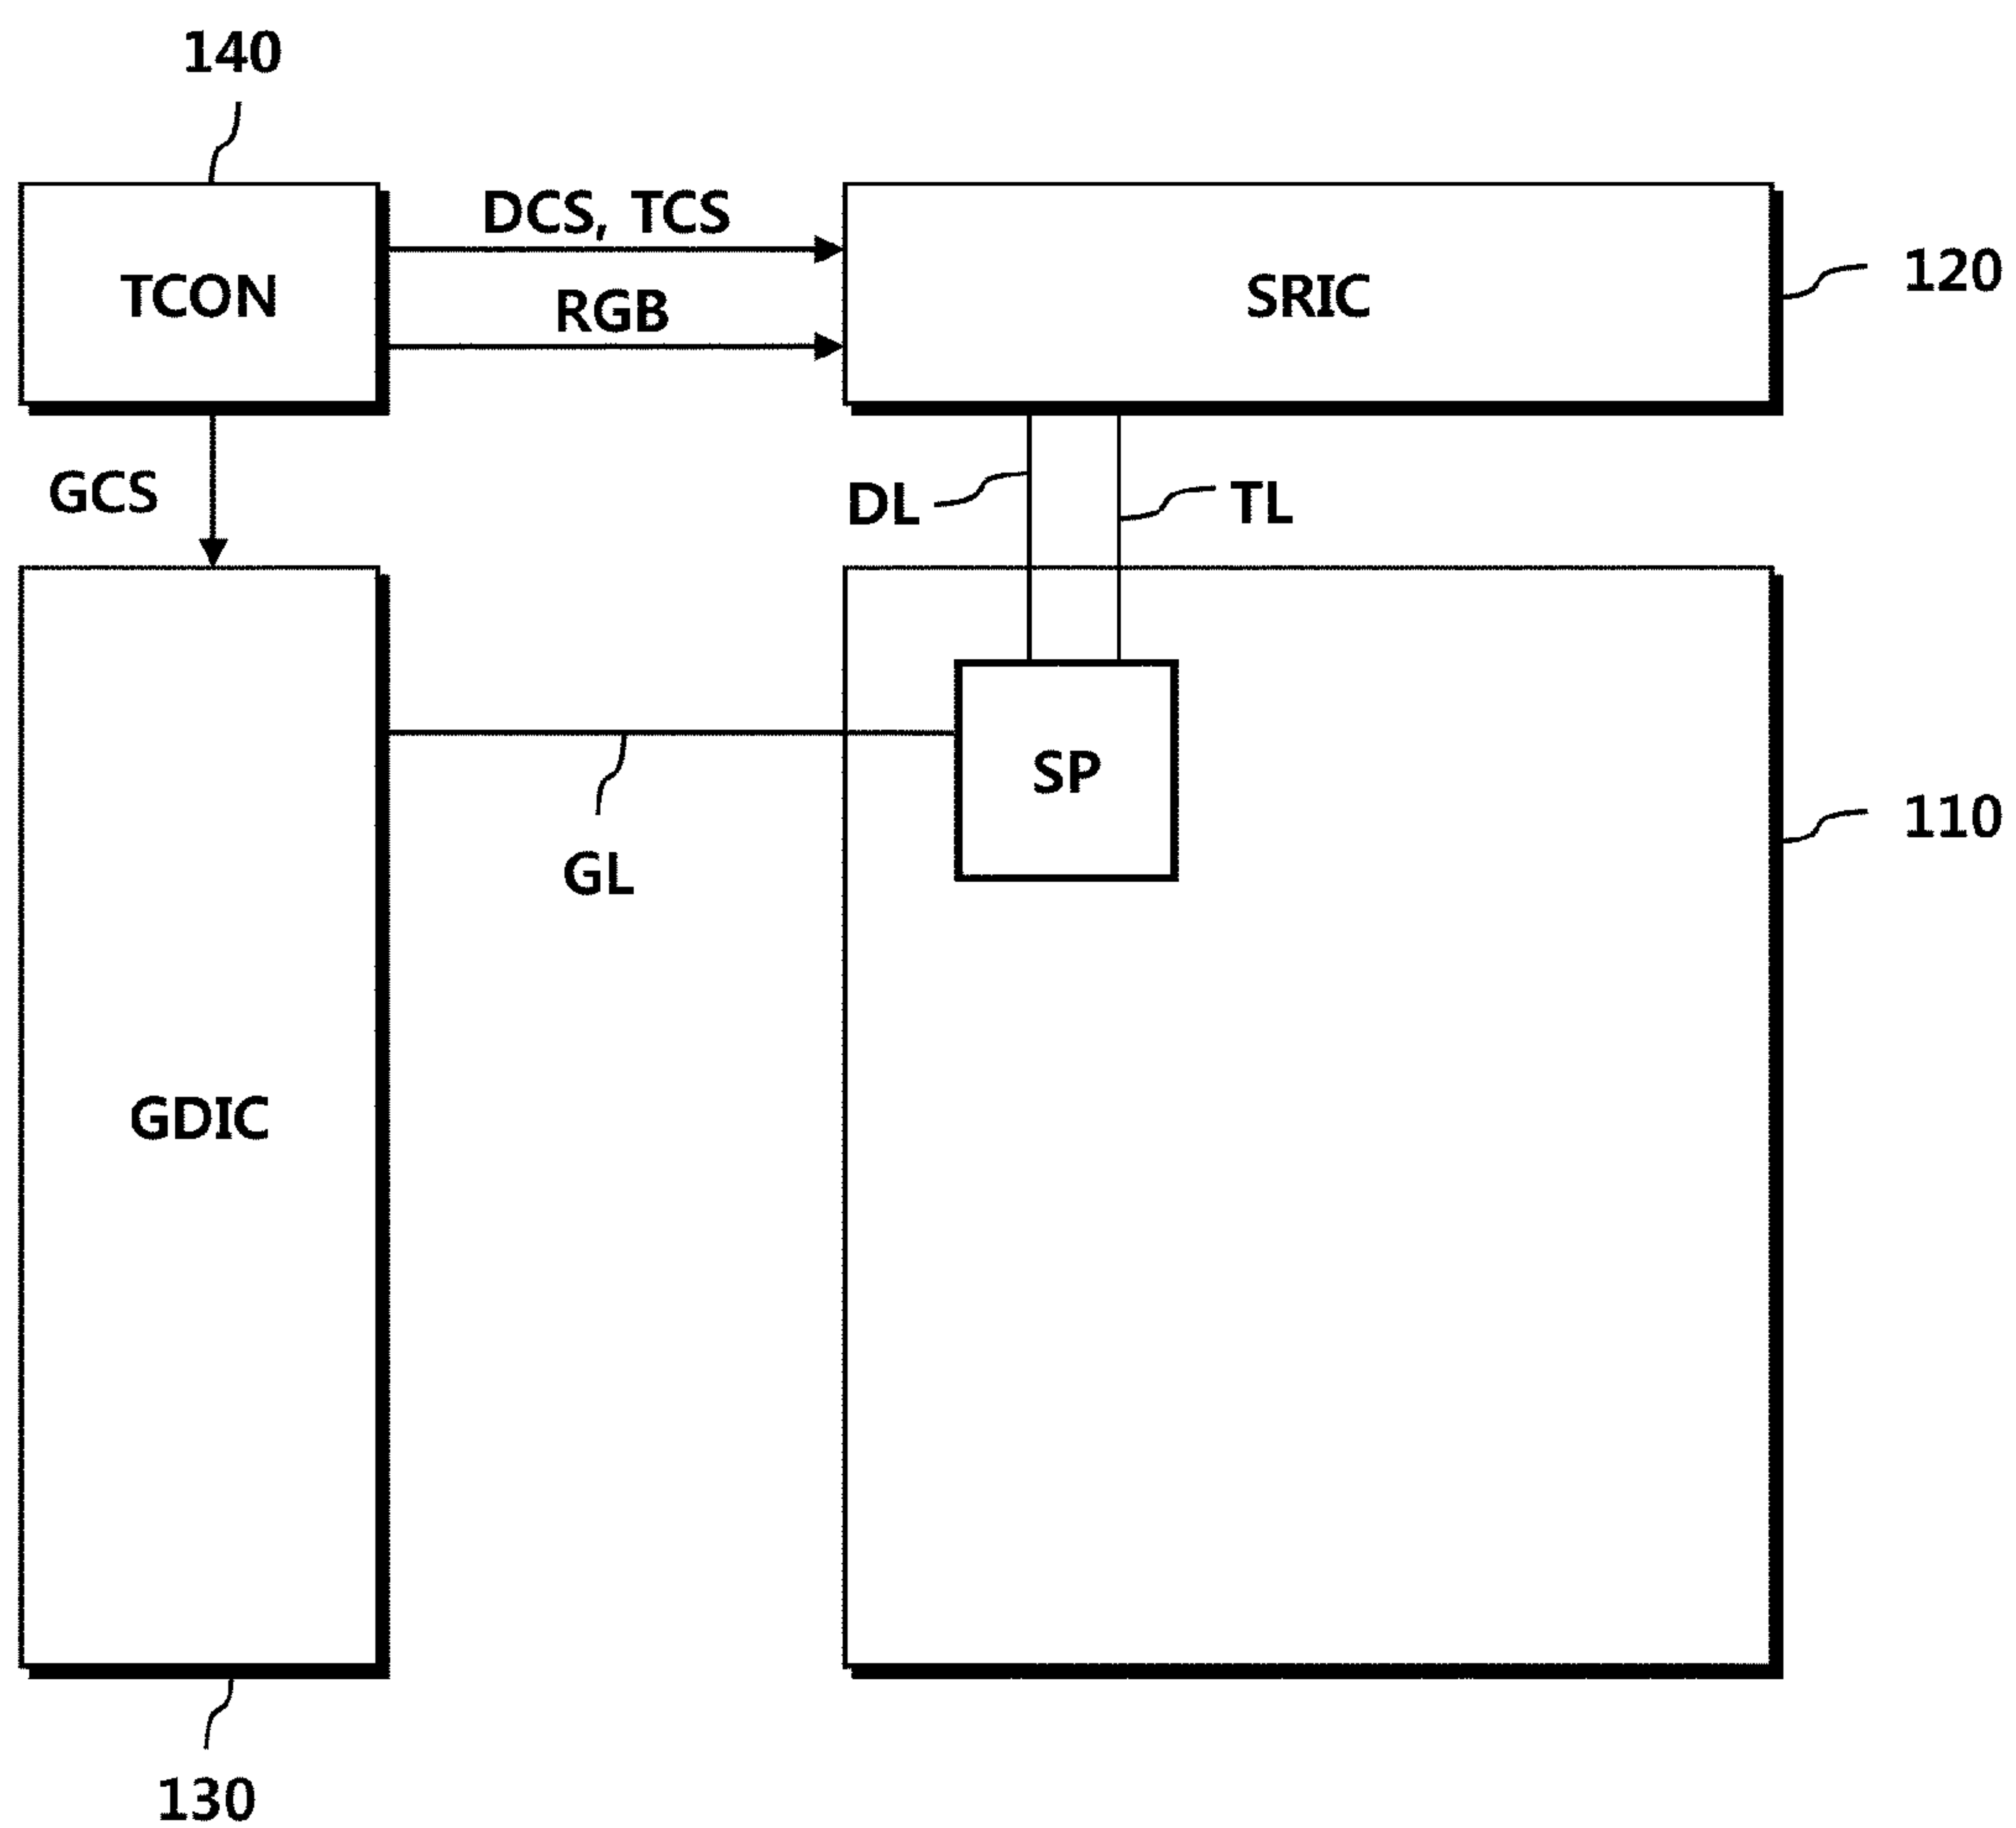 140
DCS, TCS
TCON
RGB
SRIC
120
GCS
DL
TL
SP
110
GL
GDIC
130